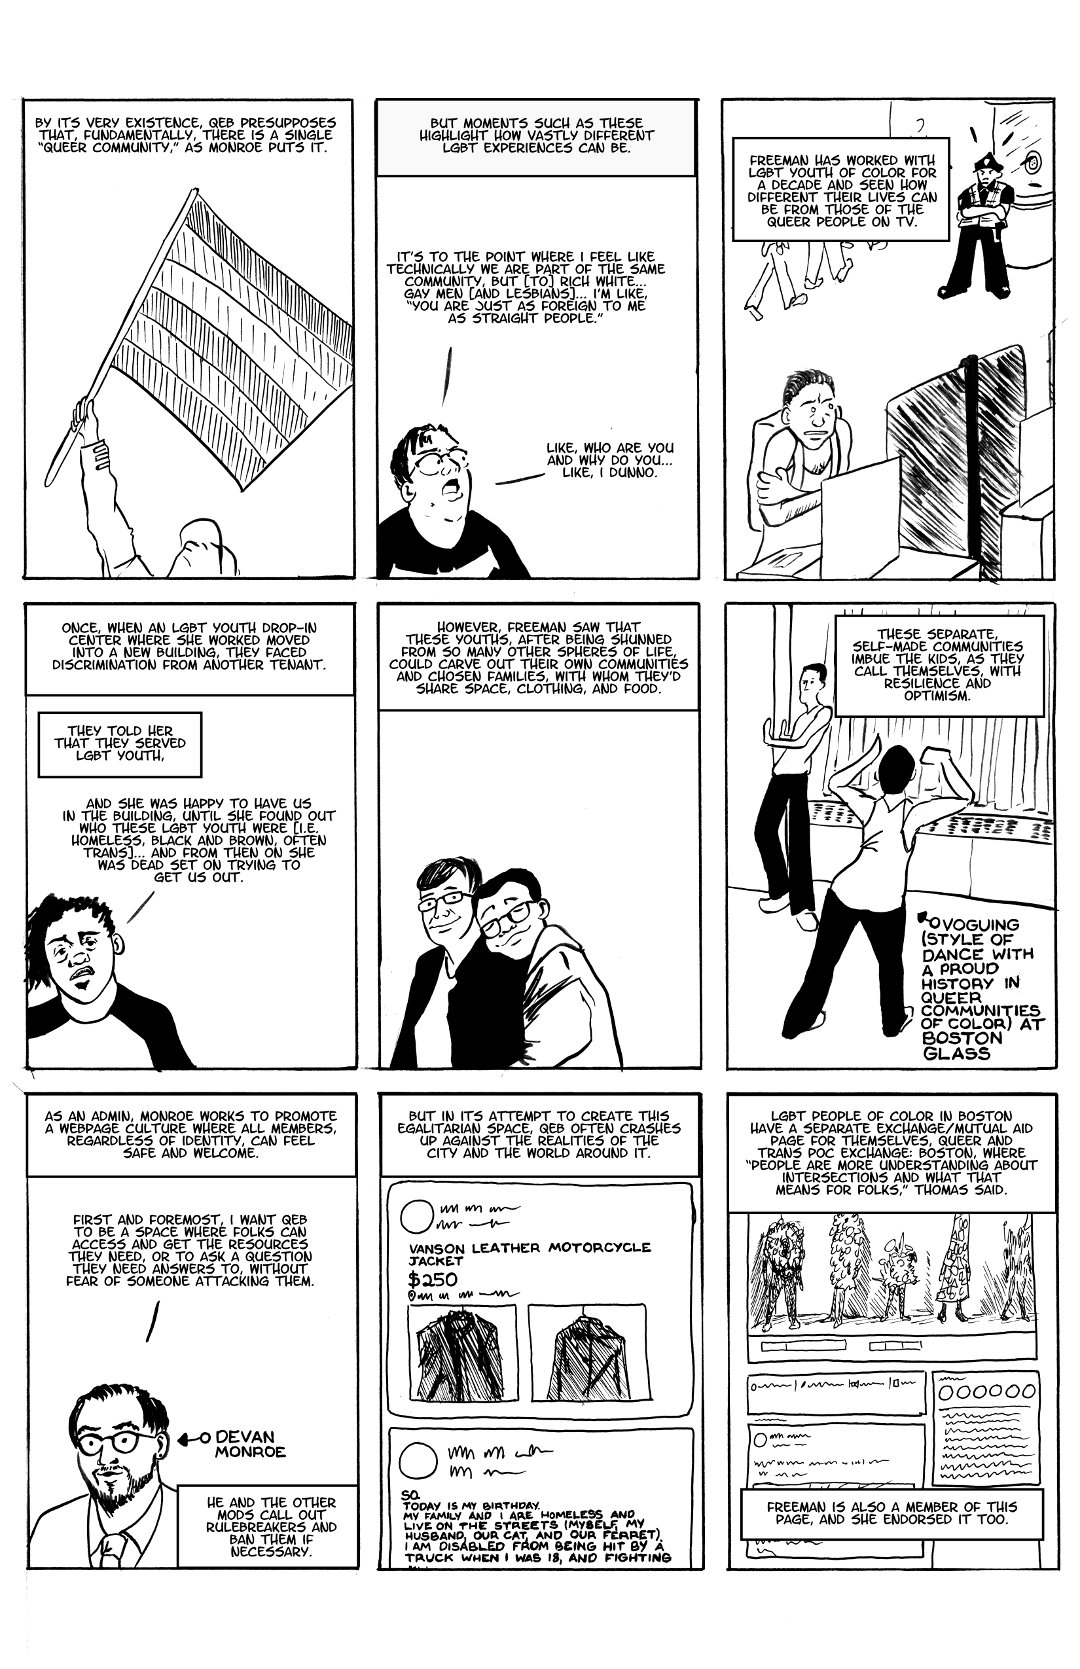 BY ITS VERY EXISTENCE, QEB PRESUPPOSES
THAT, FUNDAMENTALLY, THERE IS A SINGLE
"QUEER COMMUNITY," AS MONROE PUTS IT.
BUT MOMENTS SUCH AS THESE
HIGHLIGHT HOW VASTLY DIFFERENT
LGBT EXPERIENCES CAN BE.
IT'S TO THE POINT WHERE I FEEL LIKE
TECHNICALLY WE ARE PART OF THE SAME
COMMUNITY, BUT [TO] RICH WHITE...
GAY MEN [AND LESBIANS]... I'M LIKE,
"YOU ARE JUST AS FOREIGN TO ME
AS STRAIGHT PEOPLE."
LIKE, WHO ARE YOU
AND WHY DO YOU...
LIKE, I DUNNO.
FREEMAN HAS WORKED WITH
LGBT YOUTH OF COLOR FOR
A DECADE AND SEEN HOW
DIFFERENT THEIR LIVES CAN
BE FROM THOSE OF THE
QUEER PEOPLE ON TV.
ONCE, WHEN AN LGBT YOUTH DROP-IN
CENTER WHERE SHE WORKED MOVED
INTO A NEW BUILDING, THEY FACED
DISCRIMINATION FROM ANOTHER TENANT.
THEY TOLD HER
THAT THEY SERVED
LGBT YOUTH,
AND SHE WAS HAPPY TO HAVE US
IN THE BUILDING, UNTIL SHE FOUND OUT
WHO THESE LGBT YOUTH WERE [I.E.
HOMELESS, BLACK AND BROWN, OFTEN
TRANS]... AND FROM THEN ON SHE
WAS DEAD SET ON TRYING TO
GET US OUT.
HOWEVER, FREEMAN SAW THAT
THESE YOUTHS, AFTER BEING SHUNNED
FROM SO MANY OTHER SPHERES OF LIFE,
COULD CARVE OUT THEIR OWN COMMUNITIES
AND CHOSEN FAMILIES, WITH WHOM THEY'D
SHARE SPACE, CLOTHING, AND FOOD.
THESE SEPARATE,
SELF-MADE COMMUNITIES
IMBUE THE KIDS, AS THEY
CALL THEMSELVES, WITH
RESILIENCE AND
OPTIMISM.
VOGUING
(STYLE OF
DANCE WITH
A PROUD
HISTORY IN
QUEER
COMMUNITIES
OF COLOR) AT
BOSTON
GLASS
AS AN ADMIN, MONROE WORKS TO PROMOTE
A WEBPAGE CULTURE WHERE ALL MEMBERS,
REGARDLESS OF IDENTITY, CAN FEEL
SAFE AND WELCOME.
FIRST AND FOREMOST, I WANT QEB
TO BE A SPACE WHERE FOLKS CAN
ACCESS AND GET THE RESOURCES
THEY NEED, OR TO ASK A QUESTION
THEY NEED ANSWERS TO, WITHOUT
FEAR OF SOMEONE ATTACKING THEM.
DEVAN
MONROE
HE AND THE OTHER
MODS CALL OUT
RULEBREAKERS AND
BAN THEM IF
NECESSARY.
BUT IN ITS ATTEMPT TO CREATE THIS
EGALITARIAN SPACE, QEB OFTEN CRASHES
UP AGAINST THE REALITIES OF THE
CITY AND THE WORLD AROUND IT.
VANSON LEATHER MOTORCYCLE
JACKET
$250
SO.
TODAY IS MY BIRTHDAY.
MY FAMILY AND I ARE HOMELESS AND
LIVE ON THE STREETS (MYSELF, MY
HUSBAND, OUR CAT, AND OUR FERRET).
I AM DISABLED FROM BEING HIT BY A
TRUCK WHEN I WAS 18, AND FIGHTING
LGBT PEOPLE OF COLOR IN BOSTON
HAVE A SEPARATE EXCHANGE/MUTUAL AID
PAGE FOR THEMSELVES, QUEER AND
TRANS POC EXCHANGE: BOSTON, WHERE
"PEOPLE ARE MORE UNDERSTANDING ABOUT
INTERSECTIONS AND WHAT THAT
MEANS FOR FOLKS," THOMAS SAID.
FREEMAN IS ALSO A MEMBER OF THIS
PAGE, AND SHE ENDORSED IT TOO.